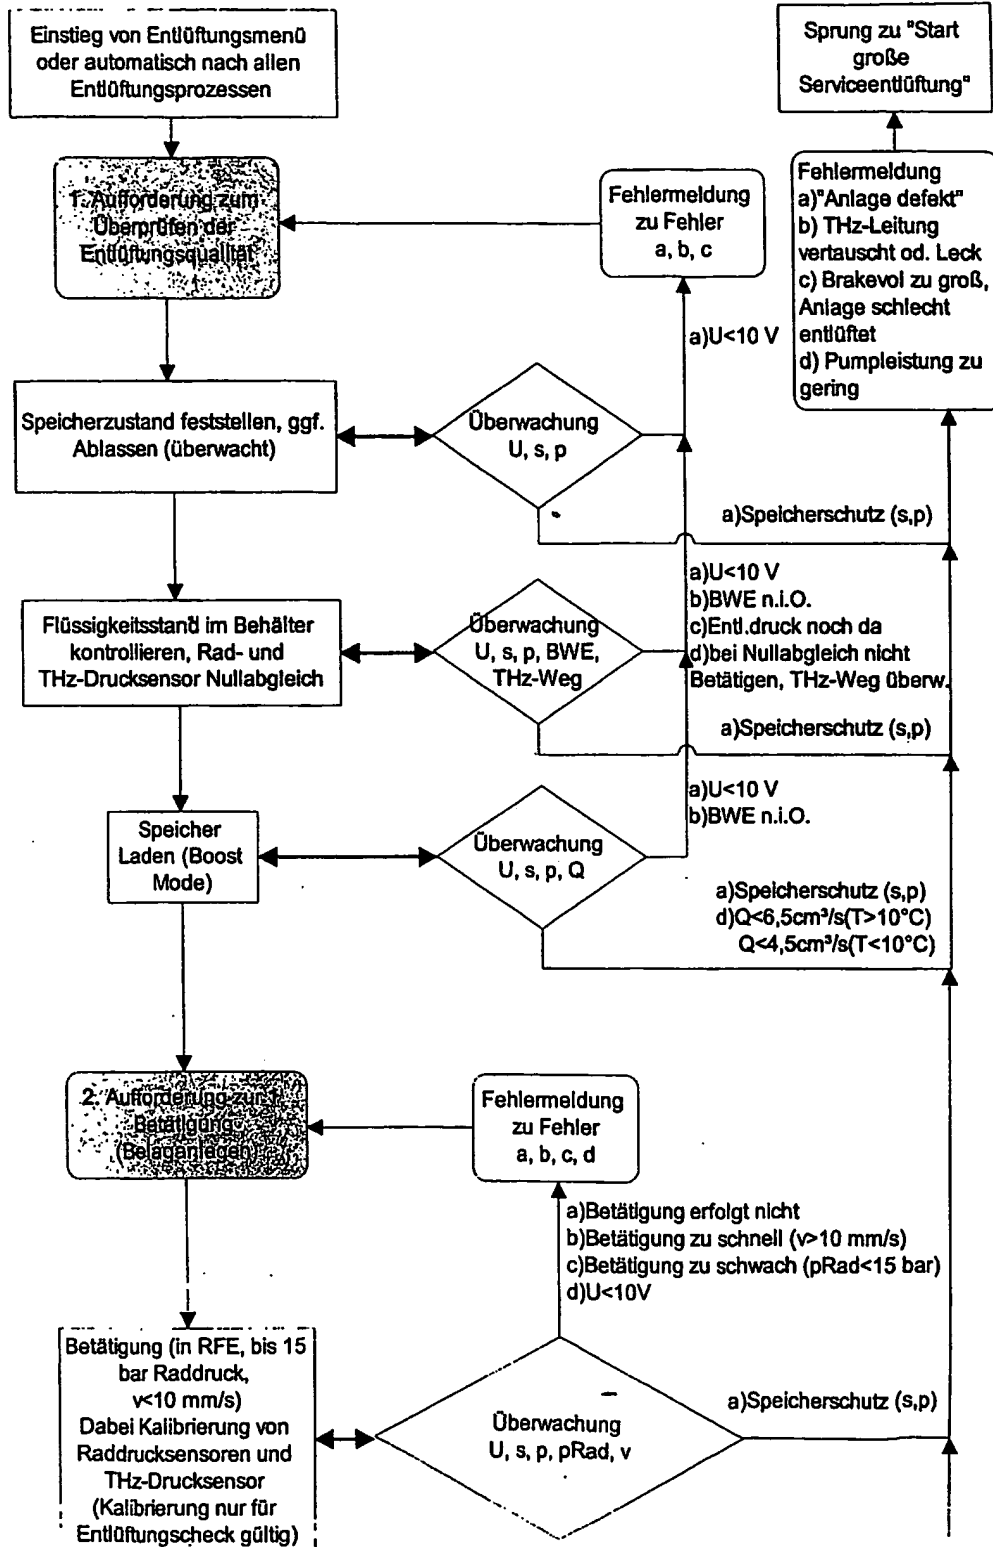 Einstieg von Entlüftungsmenü
oder automatisch nach allen
Entlüftungsprozessen
Sprung zu "Start
große
Serviceentlüftung"
1. Aufforderung zum
Überprüfen der
Entlüftungsqualität
Fehlermeldung
zu Fehler
a, b, c
Fehlermeldung
a)"Anlage defekt"
b) THz-Leitung
vertauscht od. Leck
c) Brakevol zu groß,
Anlage schlecht
entlüftet
d) Pumpleistung zu
gering
a)U<10 V
Speicherzustand feststellen, ggf.
Ablassen (überwacht)
Überwachung
U, s, p
a)Speicherschutz (s,p)
Flüssigkeitsstand im Behälter
kontrollieren, Rad- und
THz-Drucksensor Nullabgleich
Überwachung
U, s, p, BWE,
THz-Weg
a)U<10 V
b)BWE n.i.O.
c)Entl.druck noch da
d)bei Nullabgleich nicht
Betätigen, THz-Weg überw.
a)Speicherschutz (s,p)
Speicher
Laden (Boost
Mode)
Überwachung
U, s, p, Q
a)U<10 V
b)BWE n.i.O.
a)Speicherschutz (s,p)
d)Q<6,5cm³/s(T>10°C)
Q<4,5cm³/s(T<10°C)
2. Aufforderung zur 1.
Betätigung
(Belaganlegen)
Fehlermeldung
zu Fehler
a, b, c, d
a)Betätigung erfolgt nicht
b)Betätigung zu schnell (v>10 mm/s)
c)Betätigung zu schwach (pRad<15 bar)
d)U<10V
Betätigung (in RFE, bis 15
bar Raddruck,
v<10 mm/s)
Dabei Kalibrierung von
Raddrucksensoren und
THz-Drucksensor
(Kalibrierung nur für
Entlüftungscheck gültig)
Überwachung
U, s, p, pRad, v
a)Speicherschutz (s,p)